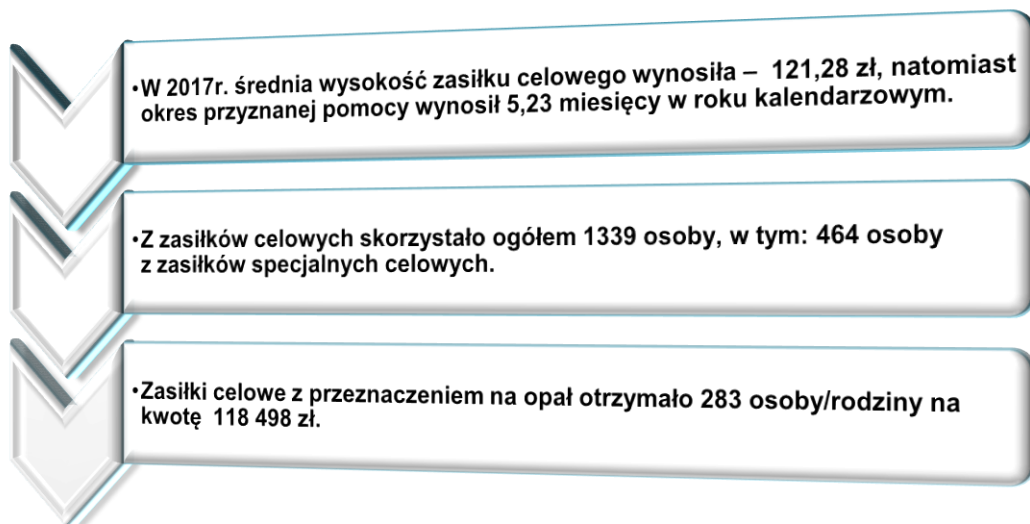 •W 2017r. średnia wysokość zasiłku celowego wynosiła – 121,28 zł, natomiast
okres przyznanej pomocy wynosił 5,23 miesięcy w roku kalendarzowym.
•Z zasiłków celowych skorzystało ogółem 1339 osoby, w tym: 464 osoby
z zasiłków specjalnych celowych.
•Zasiłki celowe z przeznaczeniem na opał otrzymało 283 osoby/rodziny na
kwotę 118 498 zł.